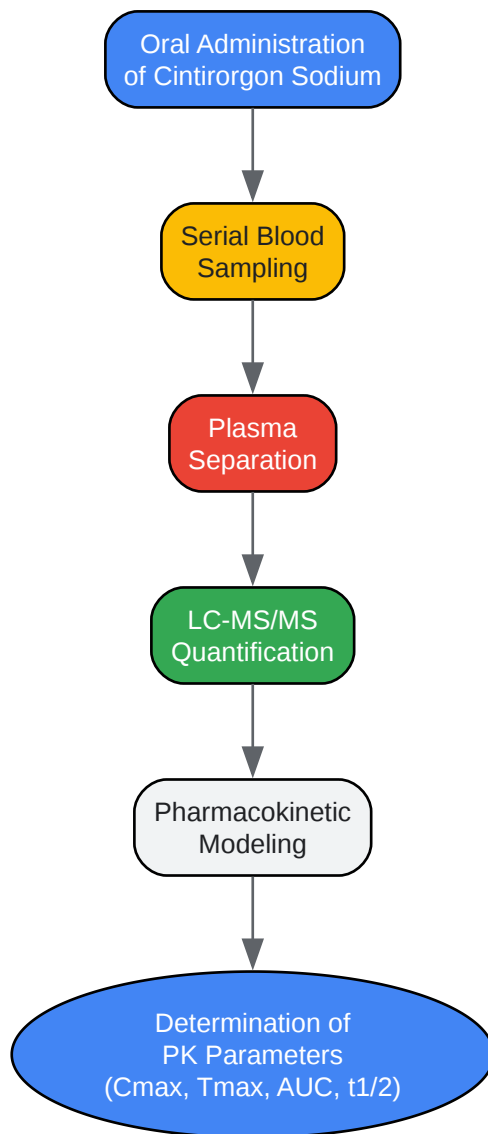 Oral Administration
of Cintirorgon Sodium
Serial Blood
Sampling
Plasma
Separation
LC-MS/MS
Quantification
Pharmacokinetic
Modeling
Determination of
PK Parameters
(Cmax, Tmax, AUC, t1/2)